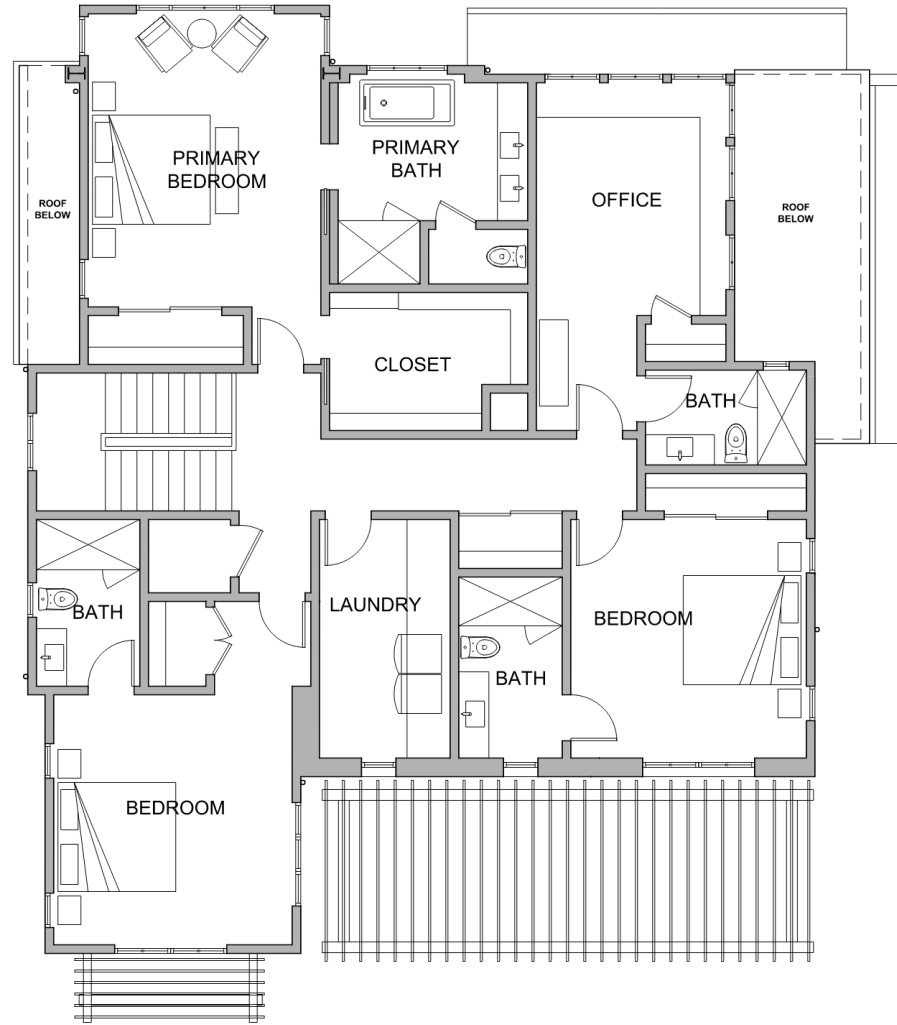 PRIMARY
BEDROOM
PRIMARY
BATH
OFFICE
ROOF
BELOW
ROOF
BELOW
CLOSET
BATH
BATH
LAUNDRY
BEDROOM
BATH
BEDROOM